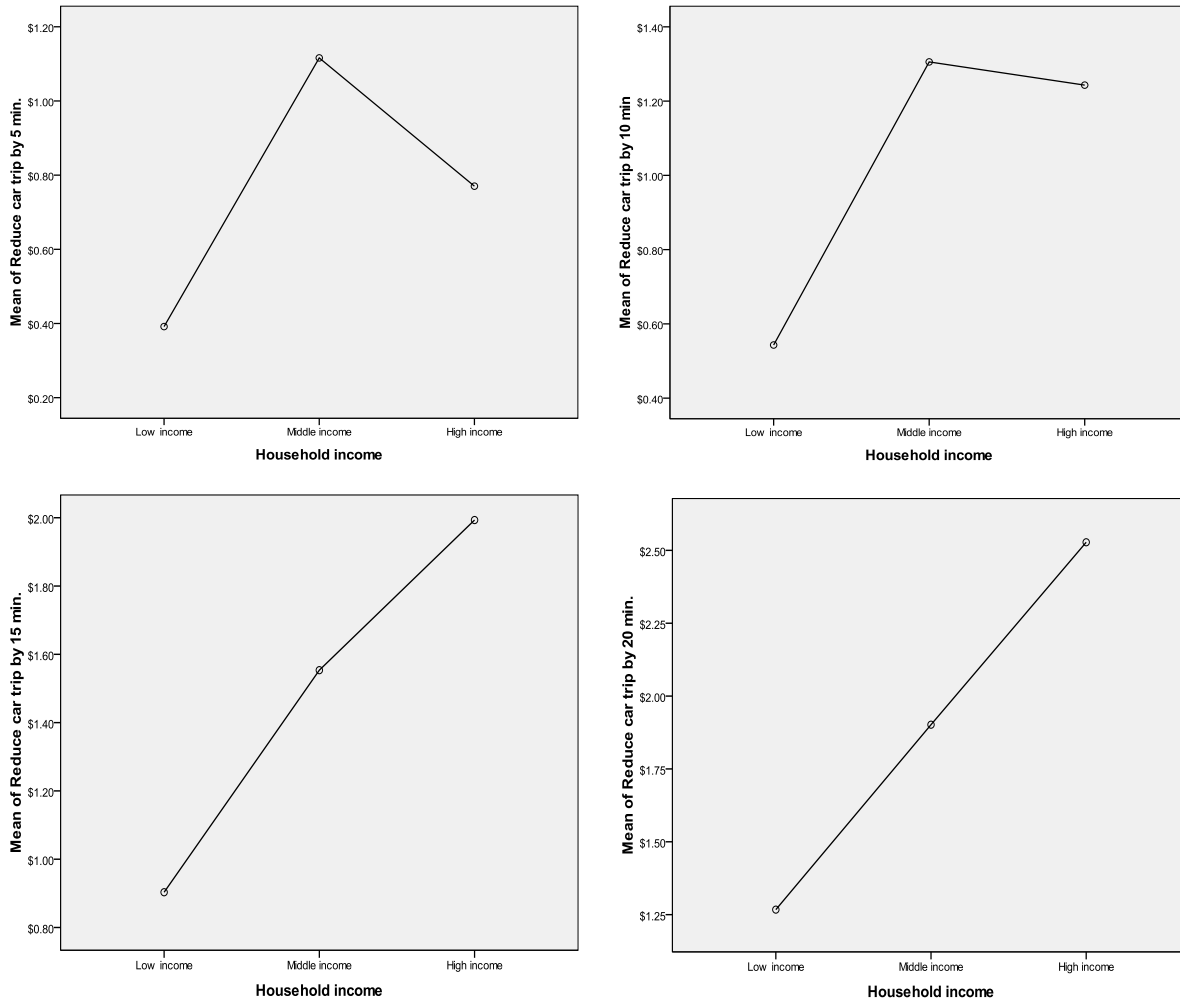 Mean of Reduce car trip by 5 min.
$1.20
$1.00
$0.80
$0.60
$0.40
$0.20
Low income
Middle income
High income
Household income
Mean of Reduce car trip by 10 min
$1.40
$1.20
$1.00
$0.80
$0.60
$0.40
Low income
Middle income
High income
Household income
Mean of Reduce car trip by 15 min.
$2.00
$1.80
$1.60
$1.40
$1.20
$1.00
$0.80
Low income
Middle income
High income
Household income
Mean of Reduce car trip by 20 min.
$2.50
$2.25
$2.00
$1.75
$1.50
$1.25
Low income
Middle income
High income
Household income